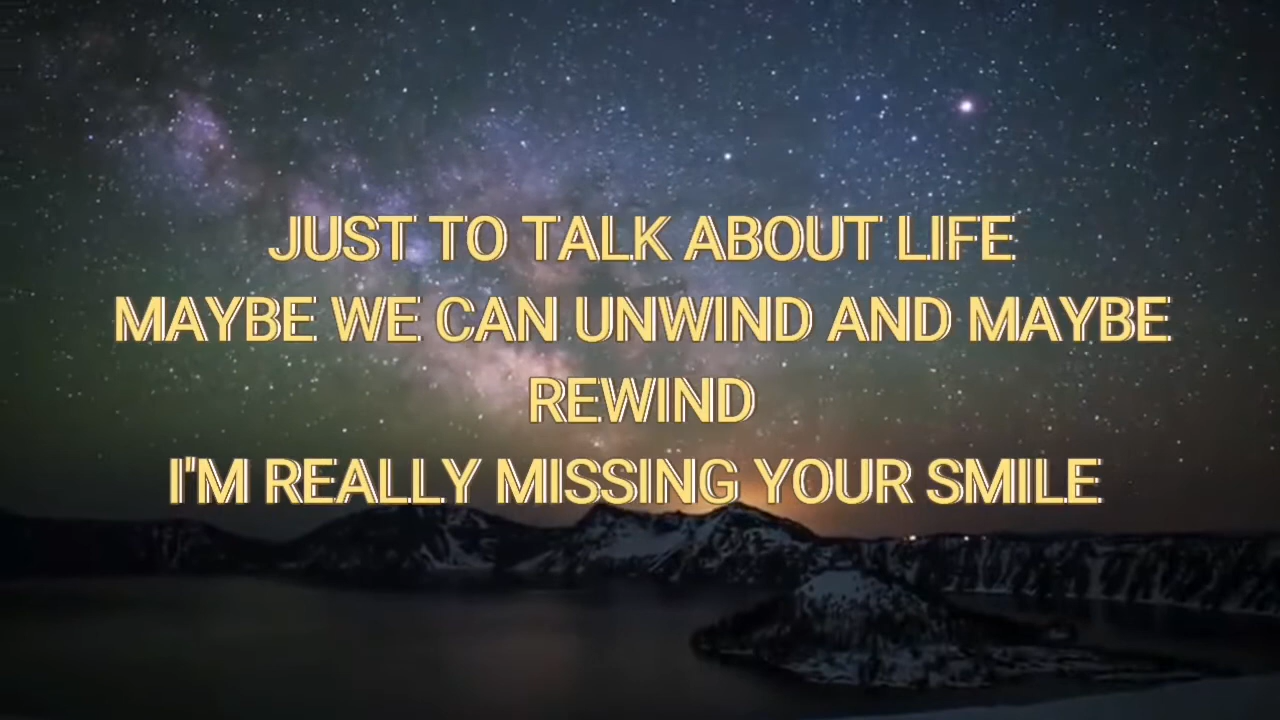 JUST TO TALK ABOUT LIFE
MAYBE WE CAN UNWIND AND MAYBE
REWIND
I'M REALLY MISSING YOUR SMILE